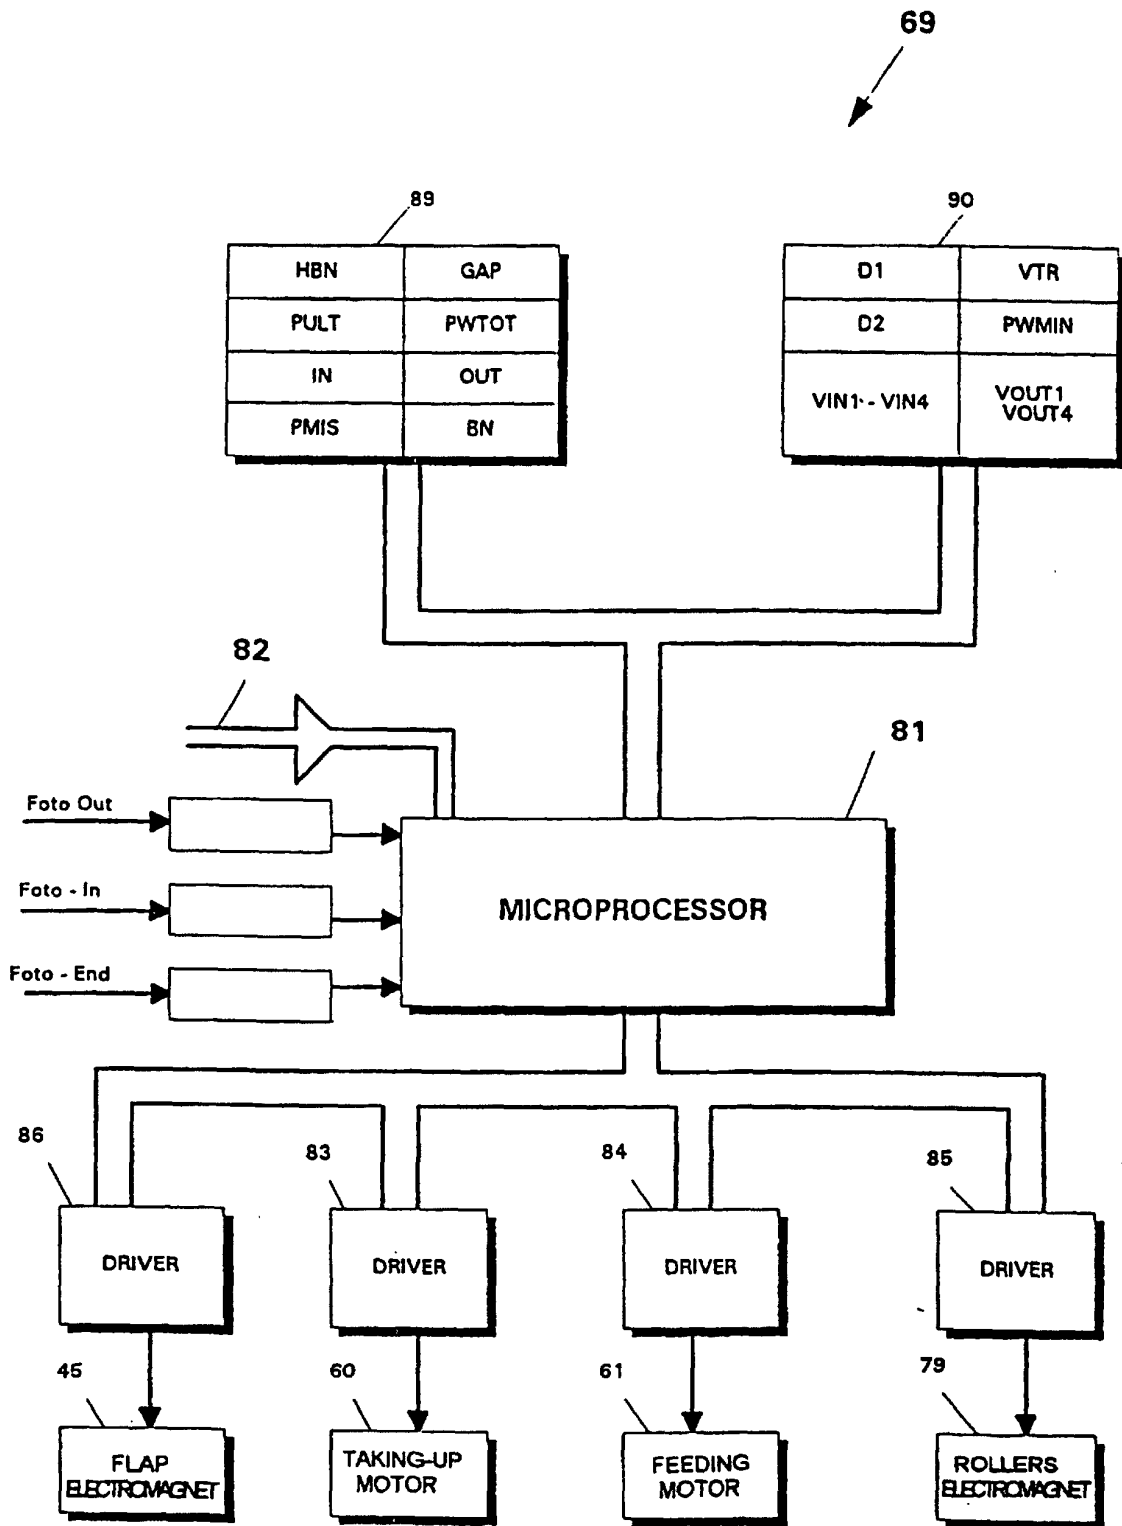 69
89
90
HBN GAP
PULT PWTOT
IN OUT
PMIS BN
D1 VTR
D2 PWMIN
VIN1 - VIN4 VOUT1
VOUT4
82
81
Foto Out
Foto - In
Foto - End
MICROPROCESSOR
86
83
84
85
DRIVER
DRIVER
DRIVER
DRIVER
45
60
61
79
FLAP
ELECTROMAGNET
TAKING-UP
MOTOR
FEEDING
MOTOR
ROLLERS
ELECTROMAGNET